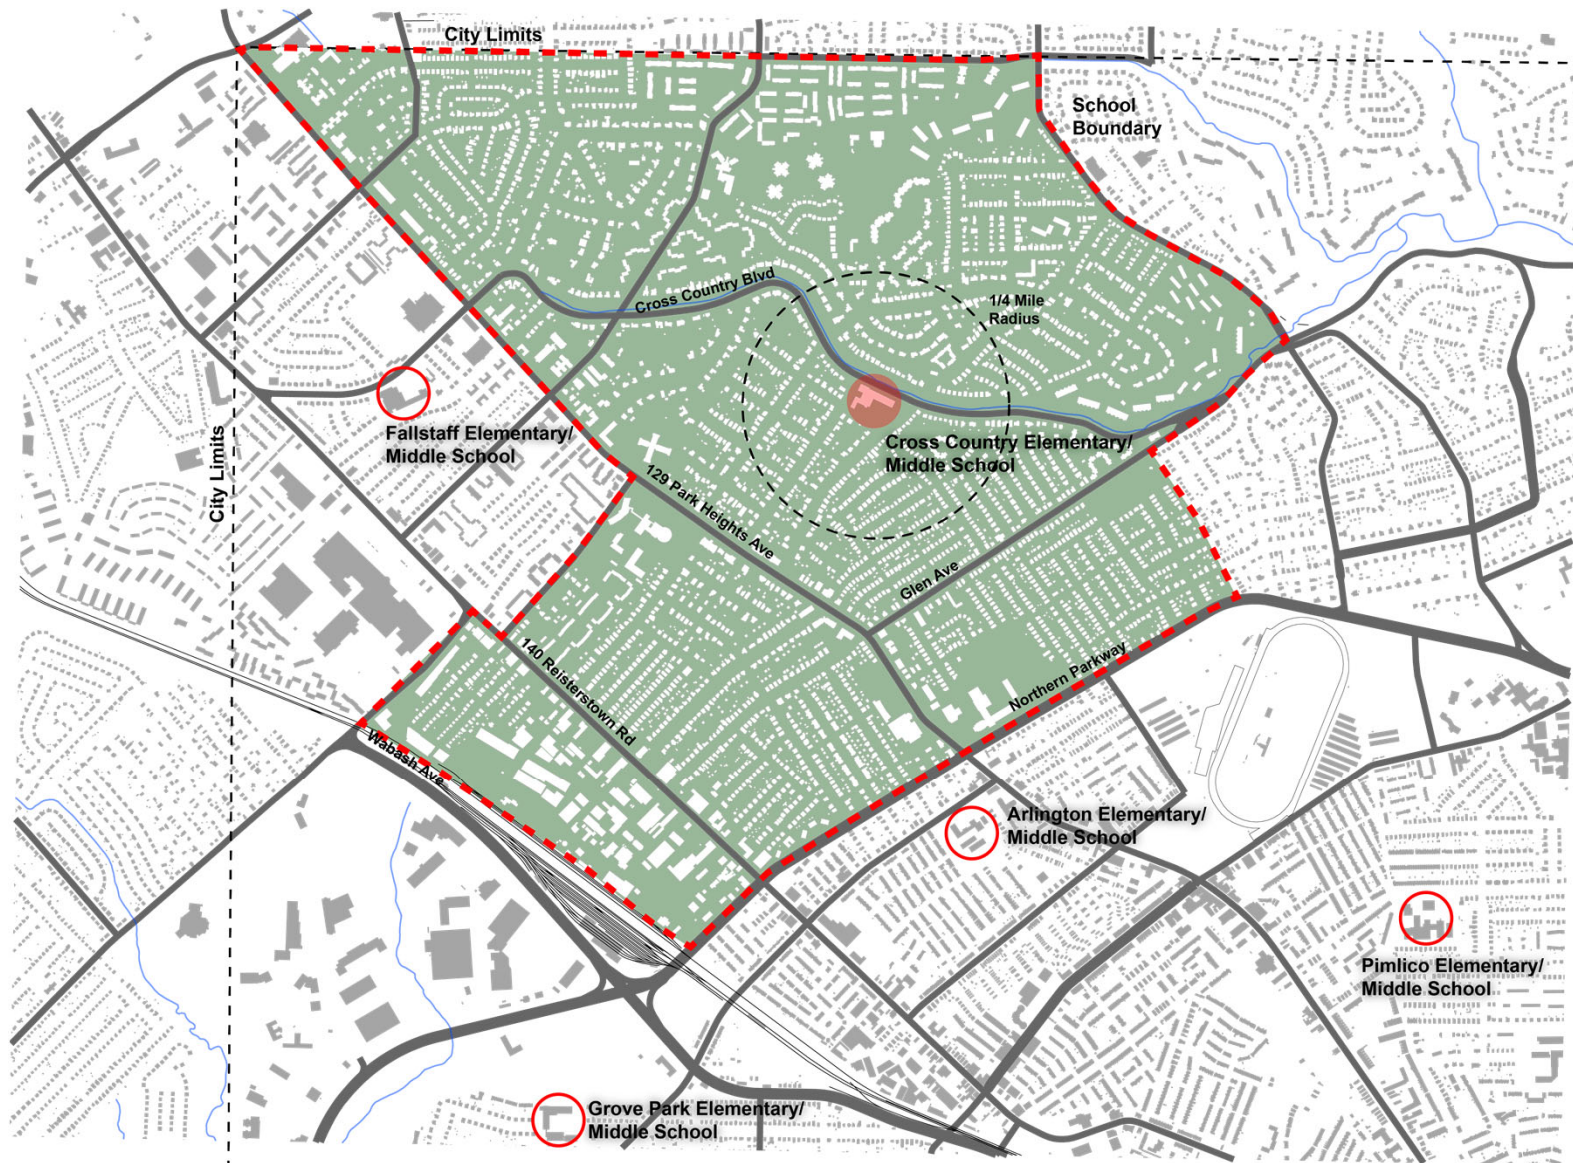 City Limits
School
Boundary
Cross Country Blvd
1/4 Mile
Radius
Fallstaff Elementary/
Middle School
Cross Country Elementary/
Middle School
City Limits
129 Park Heights Ave
Glen Ave
140 Reisterstown Rd
Northern Parkway
Wabash Ave
Arlington Elementary/
Middle School
Pimlico Elementary/
Middle School
Grove Park Elementary/
Middle School